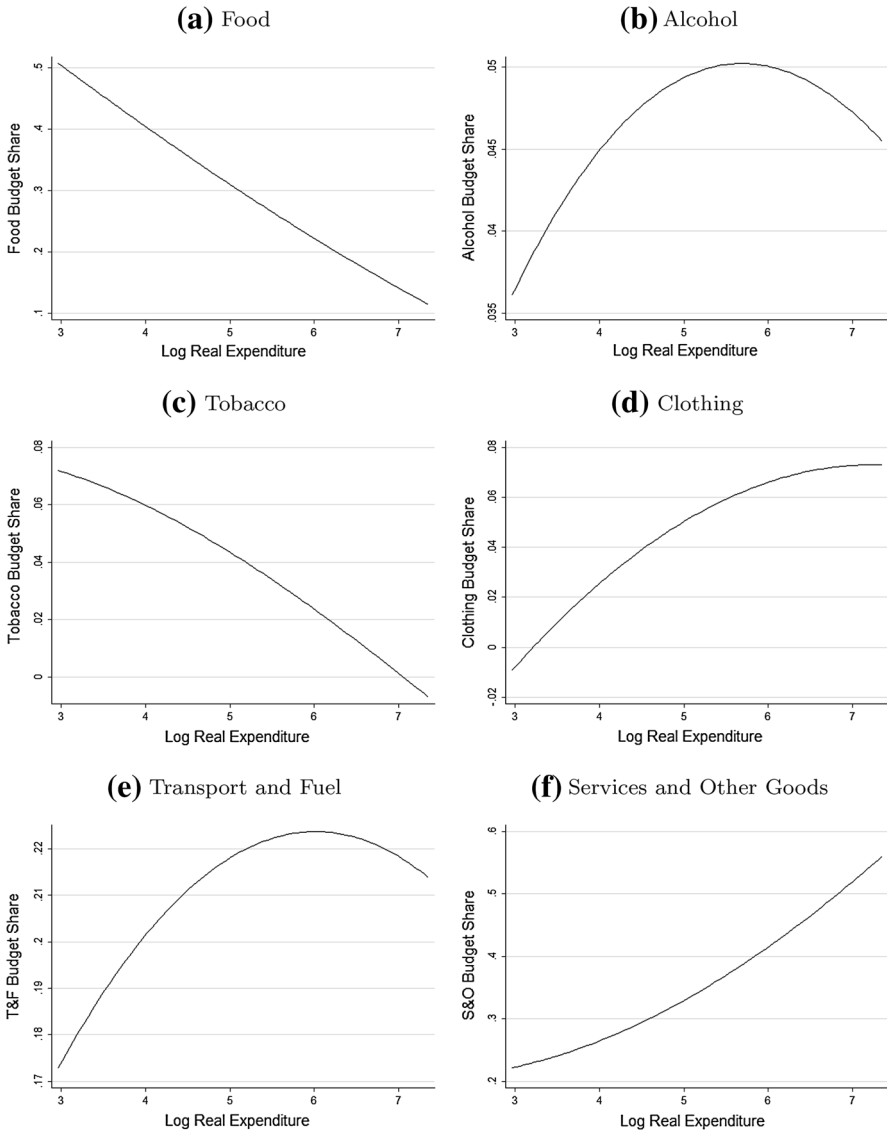 (a) Food
Food Budget Share
.5
.4
.3
.2
.1
3 4 5 6 7
Log Real Expenditure
(b) Alcohol
Alcohol Budget Share
.05
.045
.04
.035
3 4 5 6 7
Log Real Expenditure
(c) Tobacco
Tobacco Budget Share
.08
.06
.04
.02
0
3 4 5 6 7
Log Real Expenditure
(d) Clothing
Clothing Budget Share
.08
.06
.04
.02
0
-.02
3 4 5 6 7
Log Real Expenditure
(e) Transport and Fuel
T&F Budget Share
.22
.21
.2
.19
.18
.17
3 4 5 6 7
Log Real Expenditure
(f) Services and Other Goods
S&O Budget Share
.6
.5
.4
.3
.2
3 4 5 6 7
Log Real Expenditure